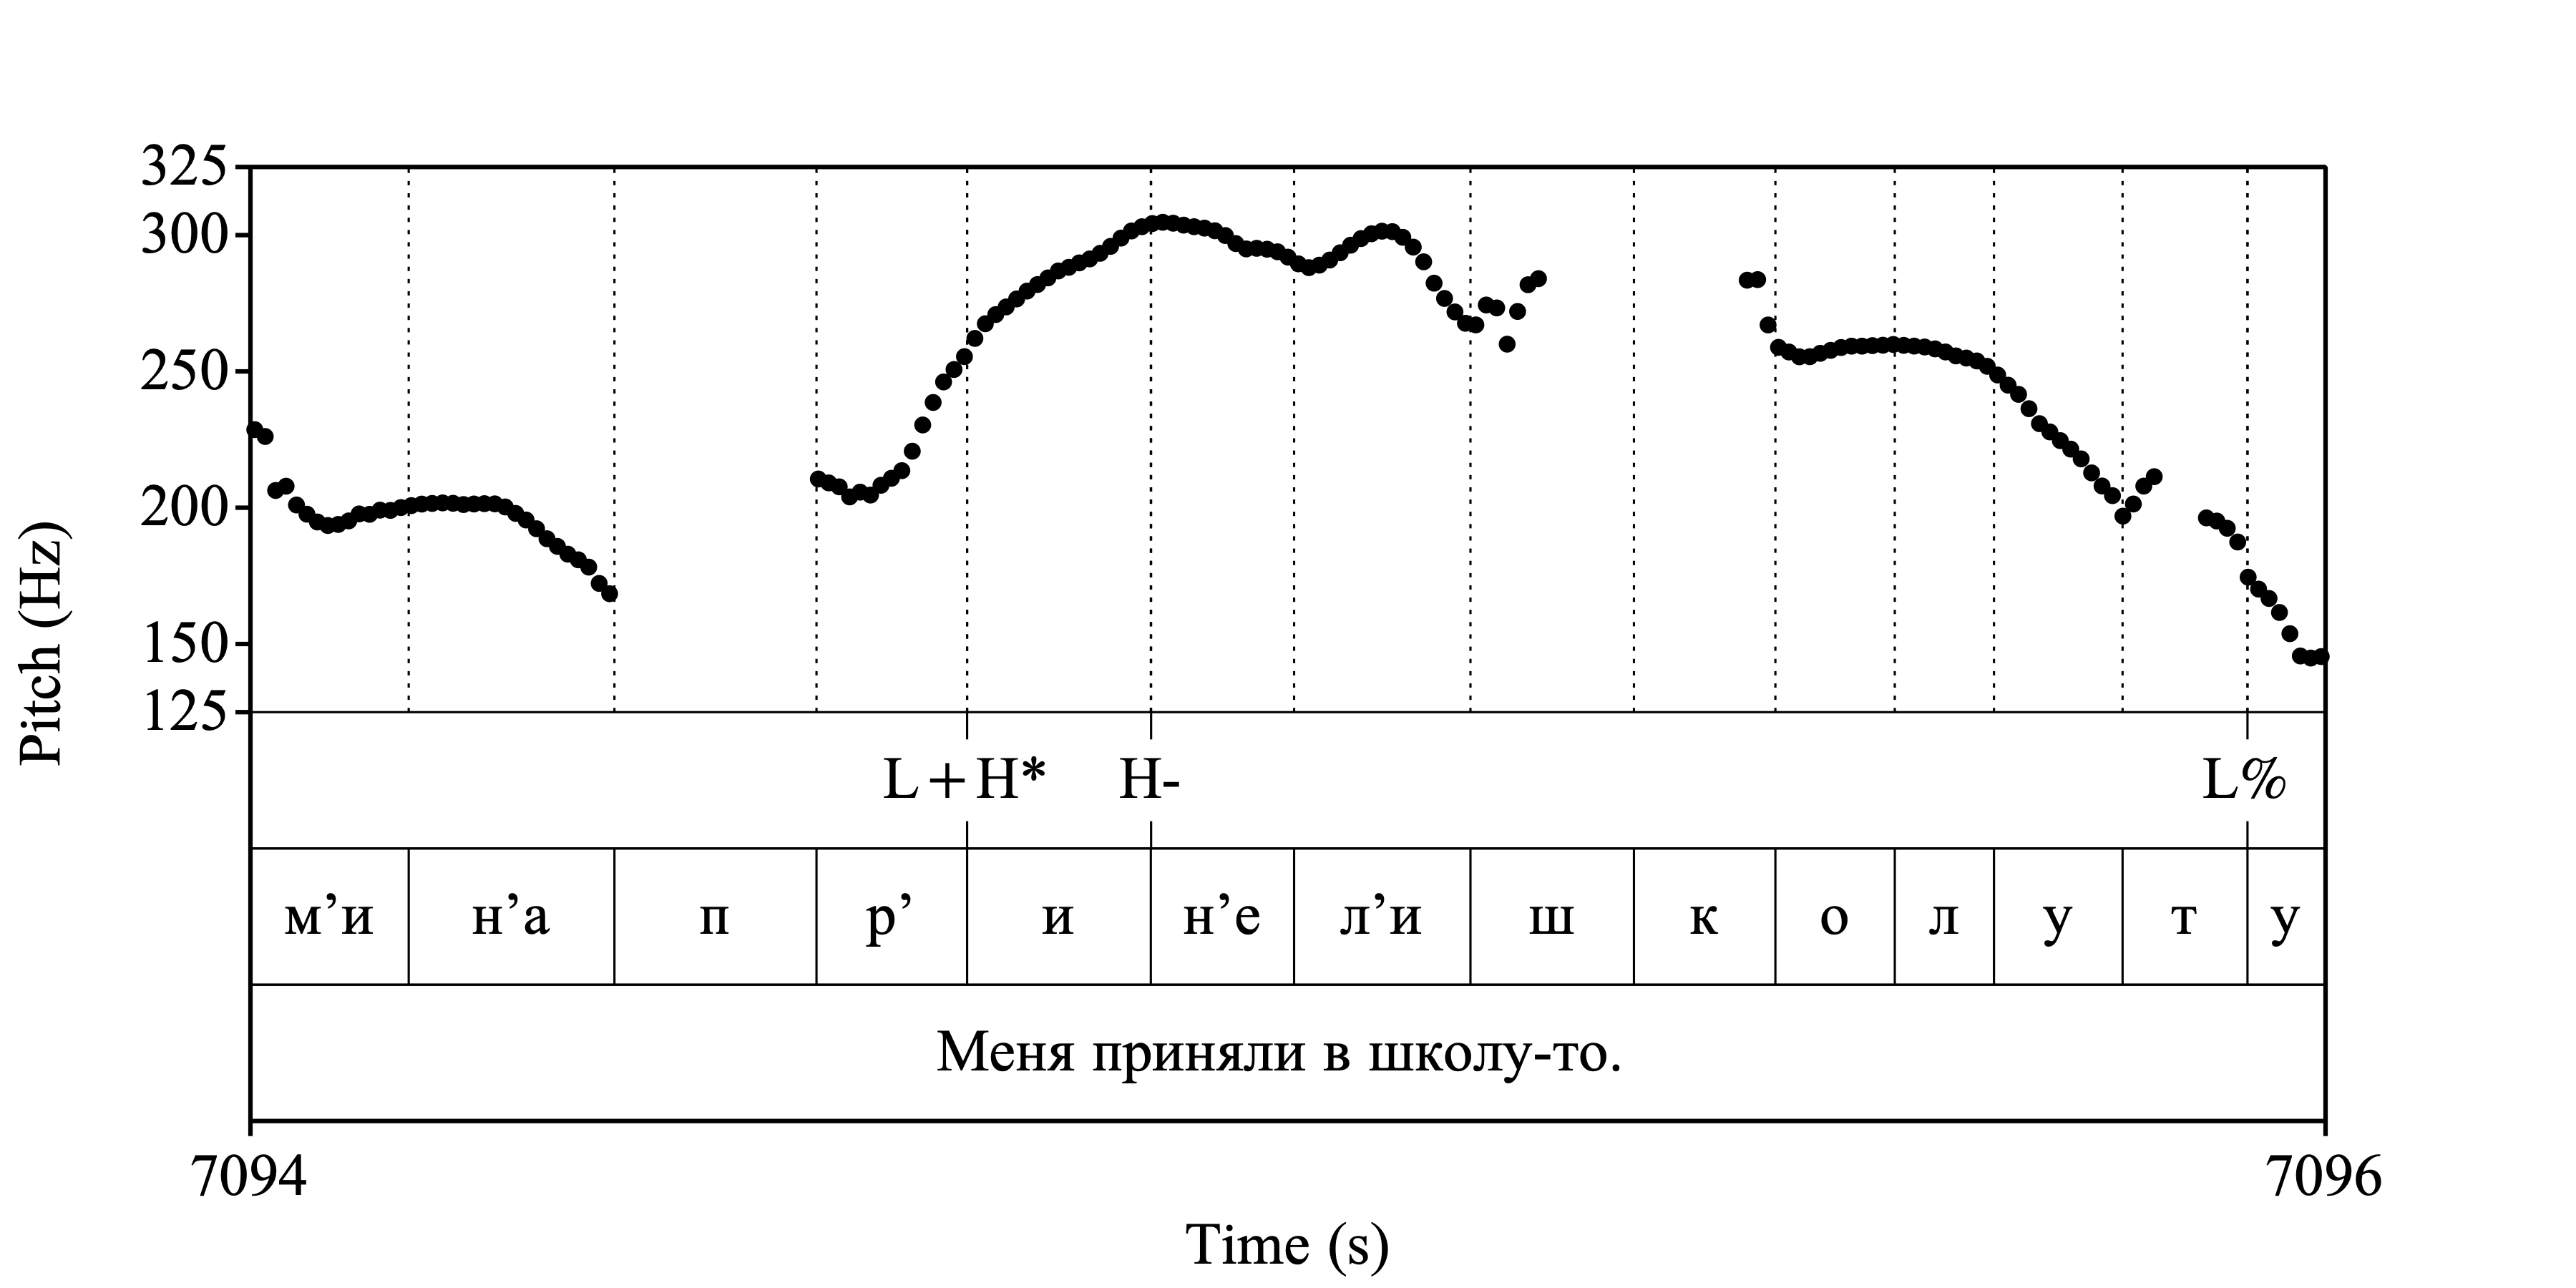 325
300
250
200
150
125
Pitch (Hz)
L+H* H- L%
м’и н’а п р’ и н’е л’и ш к о л у т у
Меня приняли в школу-то.
7094 7096
Time (s)